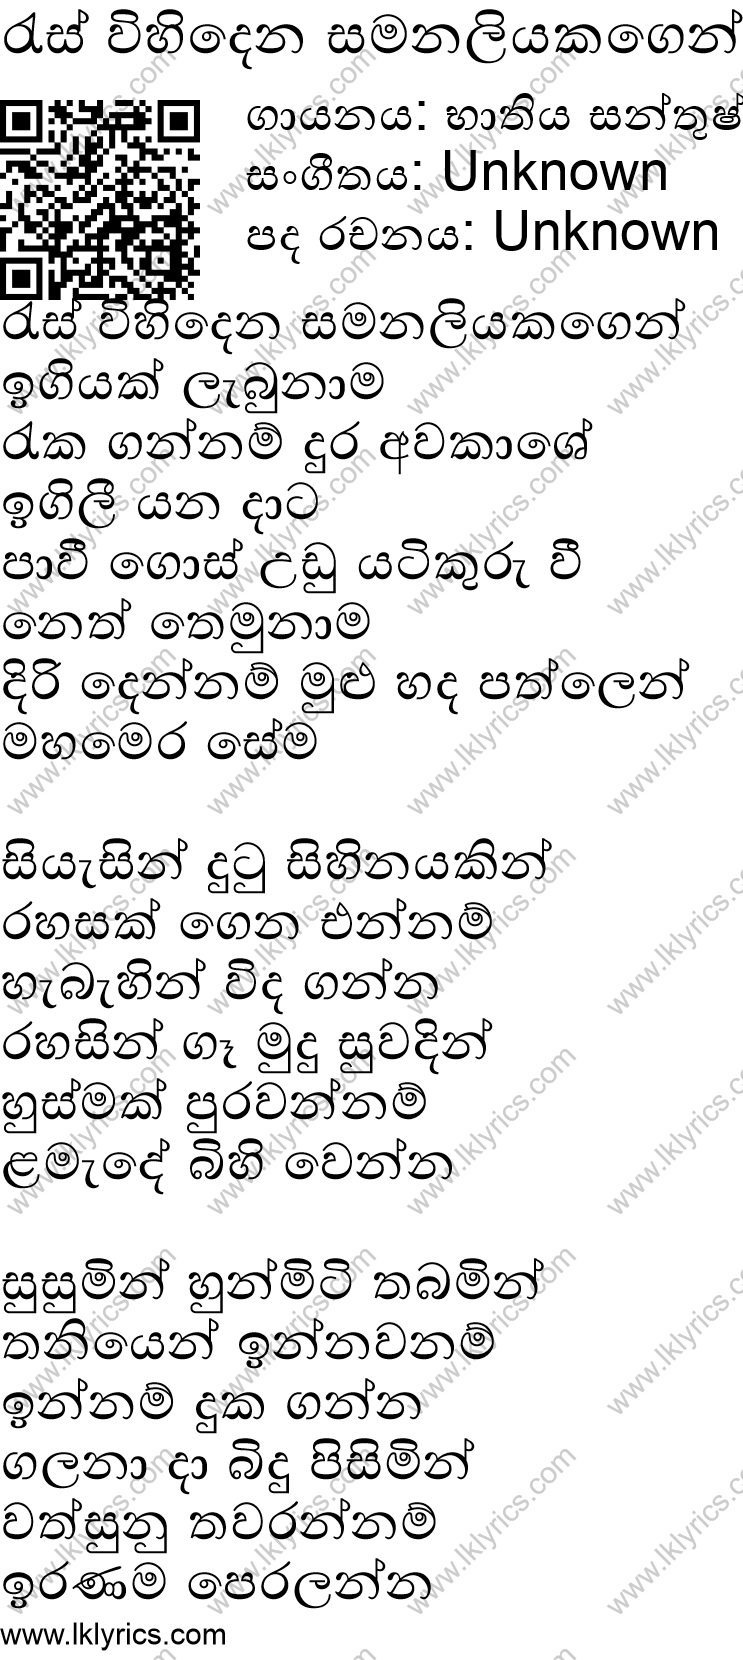 රැස් විහිදෙන සමනලියකගෙන්
ගායනය: භාතිය සන්තුෂ්
සංගීතය: Unknown
පද රචනය: Unknown
රැස් විහිදෙන සමනලියකගෙන්
ඉගියක් ලැබුනාම
රැක ගන්නම් දුර අවකාශේ
ඉගිලී යන දාට
පාවී ගොස් උඩු යටිකුරු වී
නෙත් තෙමුනාම
දිරි දෙන්නම් මුළු හද පත්ලෙන්
මහමෙර සේම
සියැසින් දුටු සිහිනයකින්
රහසක් ගෙන එන්නම්
හැබැහින් විද ගන්න
රහසින් ගෑ මුදු සුවදින්
හුස්මක් පුරවන්නම්
ළමැදේ බිහි වෙන්න
සුසුමින් හුන්මිටි තබමින්
තනියෙන් ඉන්නවනම්
ඉන්නම් දුක ගන්න
ගලනා දා බිදු පිසිමින්
වත්සුනු තවරන්නම්
ඉරණම පෙරලන්න
www.lklyrics.com